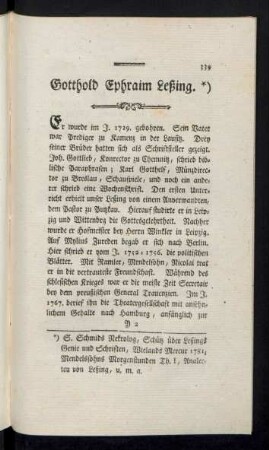 119
Gotthold Ephraim Leßing. *)
Er wurde im J. 1729. gebohren. Sein Vater
war Prediger zu Kamenz in der Lausitz. Drey
seiner Brüder hatten sich als Schriftsteller gezeigt.
Joh. Gottlieb, Konrector zu Chemnitz, schrieb bib-
lische Paraphrasen; Karl Gotthelf, Münzdirec-
tor zu Breslau, Schauspiele; und noch ein ande-
rer schrieb eine Wochenschrift. Den ersten Unter-
richt erhielt unser Leßing von einem Anverwandten,
dem Pastor zu Putzkau. Hierauf studirte er in Leip-
zig und Wittenberg die Gottesgelehrtheit. Nachher
wurde er Hofmeister bey Herrn Winkler in Leipzig.
Auf Mylius Zureden begab er sich nach Berlin.
Hier schrieb er vom J. 1752-1756. die politischen
Blätter. Mit Ramler, Mendelssohn, Nicolai trat
er in die vertrauteste Freundschaft. Während des
schlesischen Krieges war er die meiste Zeit Secretair
bey dem preußischen General Tauenzien. Im J.
1767. berief ihn die Theatergesellschaft mit ansehn-
lichem Gehalte nach Hamburg, anfänglich zur
*) S. Schmids Nekrolog, Schütz über Leßings
Genie und Schriften, Wielands Merkur 1781,
Mendelssohns Morgenstunden Th. I, Analec-
ten von Leßing, u. m. a.